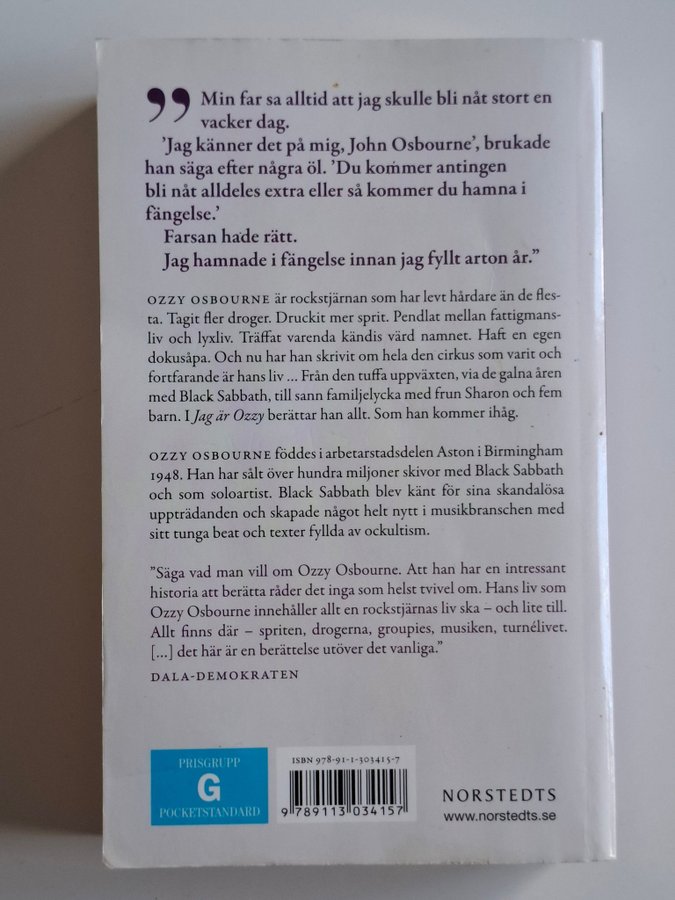 ” Min far sa alltid att jag skulle bli nåt stort en
vacker dag.
’Jag känner det på mig, John Osbourne’, brukade
han säga efter några öl. ’Du kommer antingen
bli nåt alldeles extra eller så kommer du hamna i
fängelse.’
Farsan hade rätt.
Jag hamnade i fängelse innan jag fyllt arton år.”
OZZY OSBOURNE är rockstjärnan som har levt hårdare än de fles-
ta. Tagit fler droger. Druckit mer sprit. Pendlat mellan fattigmans-
liv och lyxliv. Träffat varenda kändis värd namnet. Haft en egen
dokusåpa. Och nu har han skrivit om hela den cirkus som varit och
fortfarande är hans liv ... Från den tuffa uppväxten, via de galna åren
med Black Sabbath, till sann familjelycka med frun Sharon och fem
barn. I Jag är Ozzy berättar han allt. Som han kommer ihåg.
OZZY OSBOURNE föddes i arbetarstadsdelen Aston i Birmingham
1948. Han har sålt över hundra miljoner skivor med Black Sabbath
och som soloartist. Black Sabbath blev känt för sina skandalösa
uppträdanden och skapade något helt nytt i musikbranschen med
sitt tunga beat och texter fyllda av ockultism.
”Säga vad man vill om Ozzy Osbourne. Att han har en intressant
historia att berätta råder det inga som helst tvivel om. Hans liv som
Ozzy Osbourne innehåller allt en rockstjärnas liv ska – och lite till.
Allt finns där – spriten, drogerna, groupies, musiken, turnélivet.
[...] det här är en berättelse utöver det vanliga.”
DALA-DEMOKRATEN
PRISGRUPP
G
POCKETSTANDARD
ISBN 978-91-1-303415-7
9 789113 034157
NORSTEDTS
www.norstedts.se